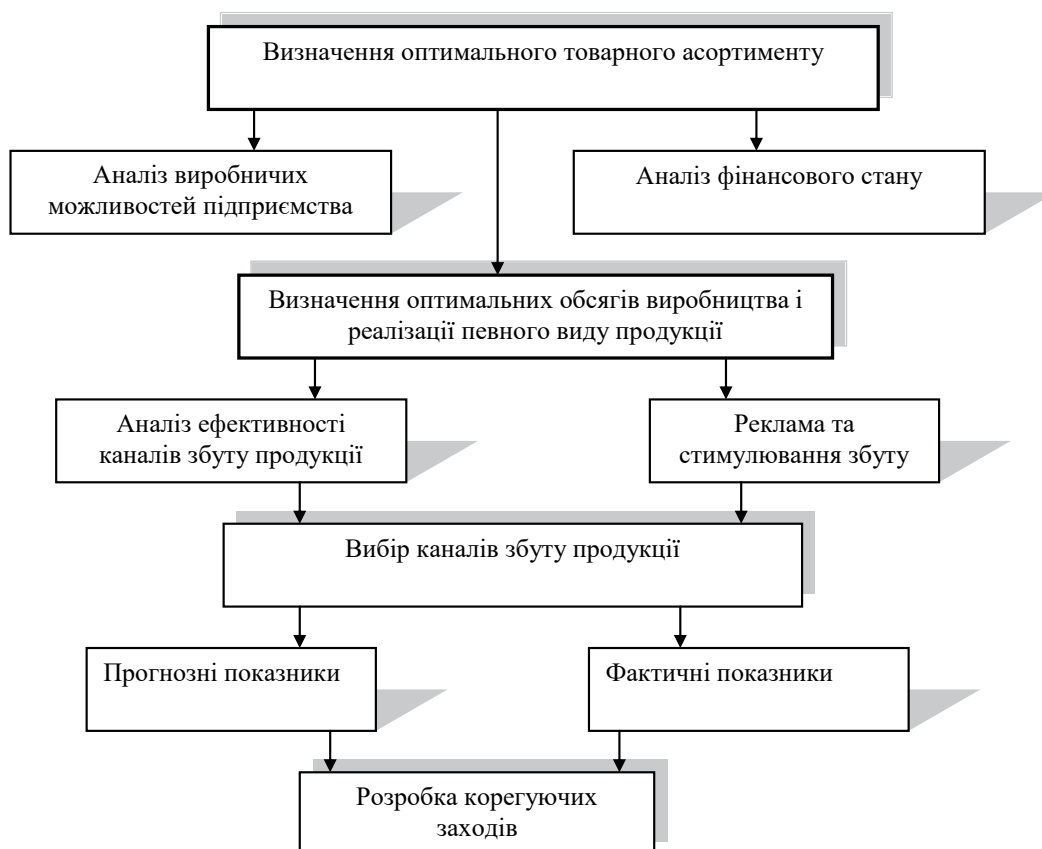 Визначення оптимального товарного асортименту
Аналіз виробничих
можливостей підприємства
Аналіз фінансового стану
Визначення оптимальних обсягів виробництва і
реалізації певного виду продукції
Аналіз ефективності
каналів збуту продукції
Реклама та
стимулювання збуту
Вибір каналів збуту продукції
Прогнозні показники
Фактичні показники
Розробка корегуючих
заходів